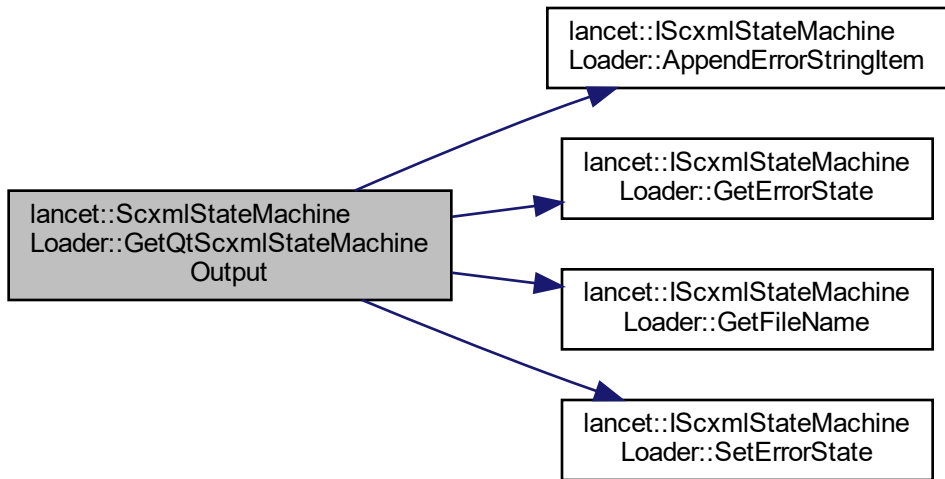 lancet::IScxmlStateMachine
Loader::AppendErrorStringItem
lancet::IScxmlStateMachine
Loader::GetErrorState
lancet::ScxmlStateMachine
Loader::GetQtScxmlStateMachine
Output
lancet::IScxmlStateMachine
Loader::GetFileName
lancet::IScxmlStateMachine
Loader::SetErrorState